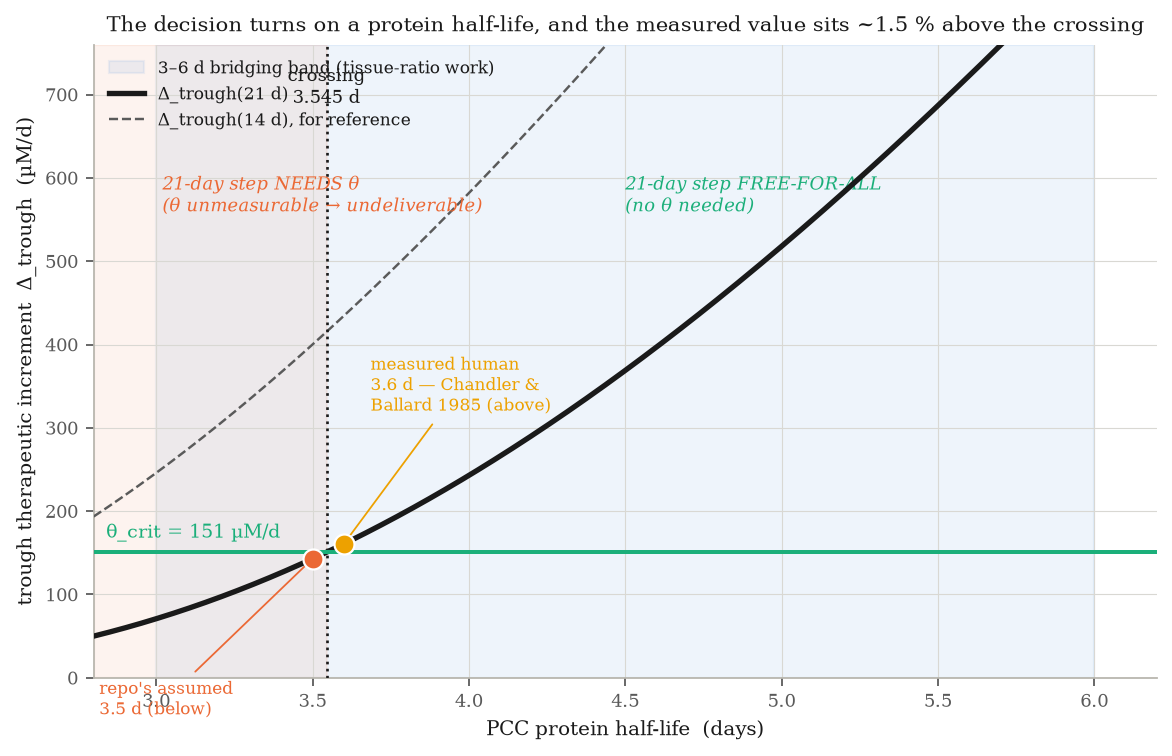 The decision turns on a protein half-life, and the measured value sits ~1.5 % above the crossing
3–6 d bridging band (tissue-ratio work)
Δ_trough(21 d)
Δ_trough(14 d), for reference
crossing
3.545 d
21-day step NEEDS θ
(θ unmeasurable → undeliverable)
21-day step FREE-FOR-ALL
(no θ needed)
measured human
3.6 d — Chandler &
Ballard 1985 (above)
θ_crit = 151 µM/d
repo's assumed
3.5 d (below)
trough therapeutic increment Δ_trough (µM/d)
700
600
500
400
300
200
100
0
3.0
3.5
4.0
4.5
5.0
5.5
6.0
PCC protein half-life (days)